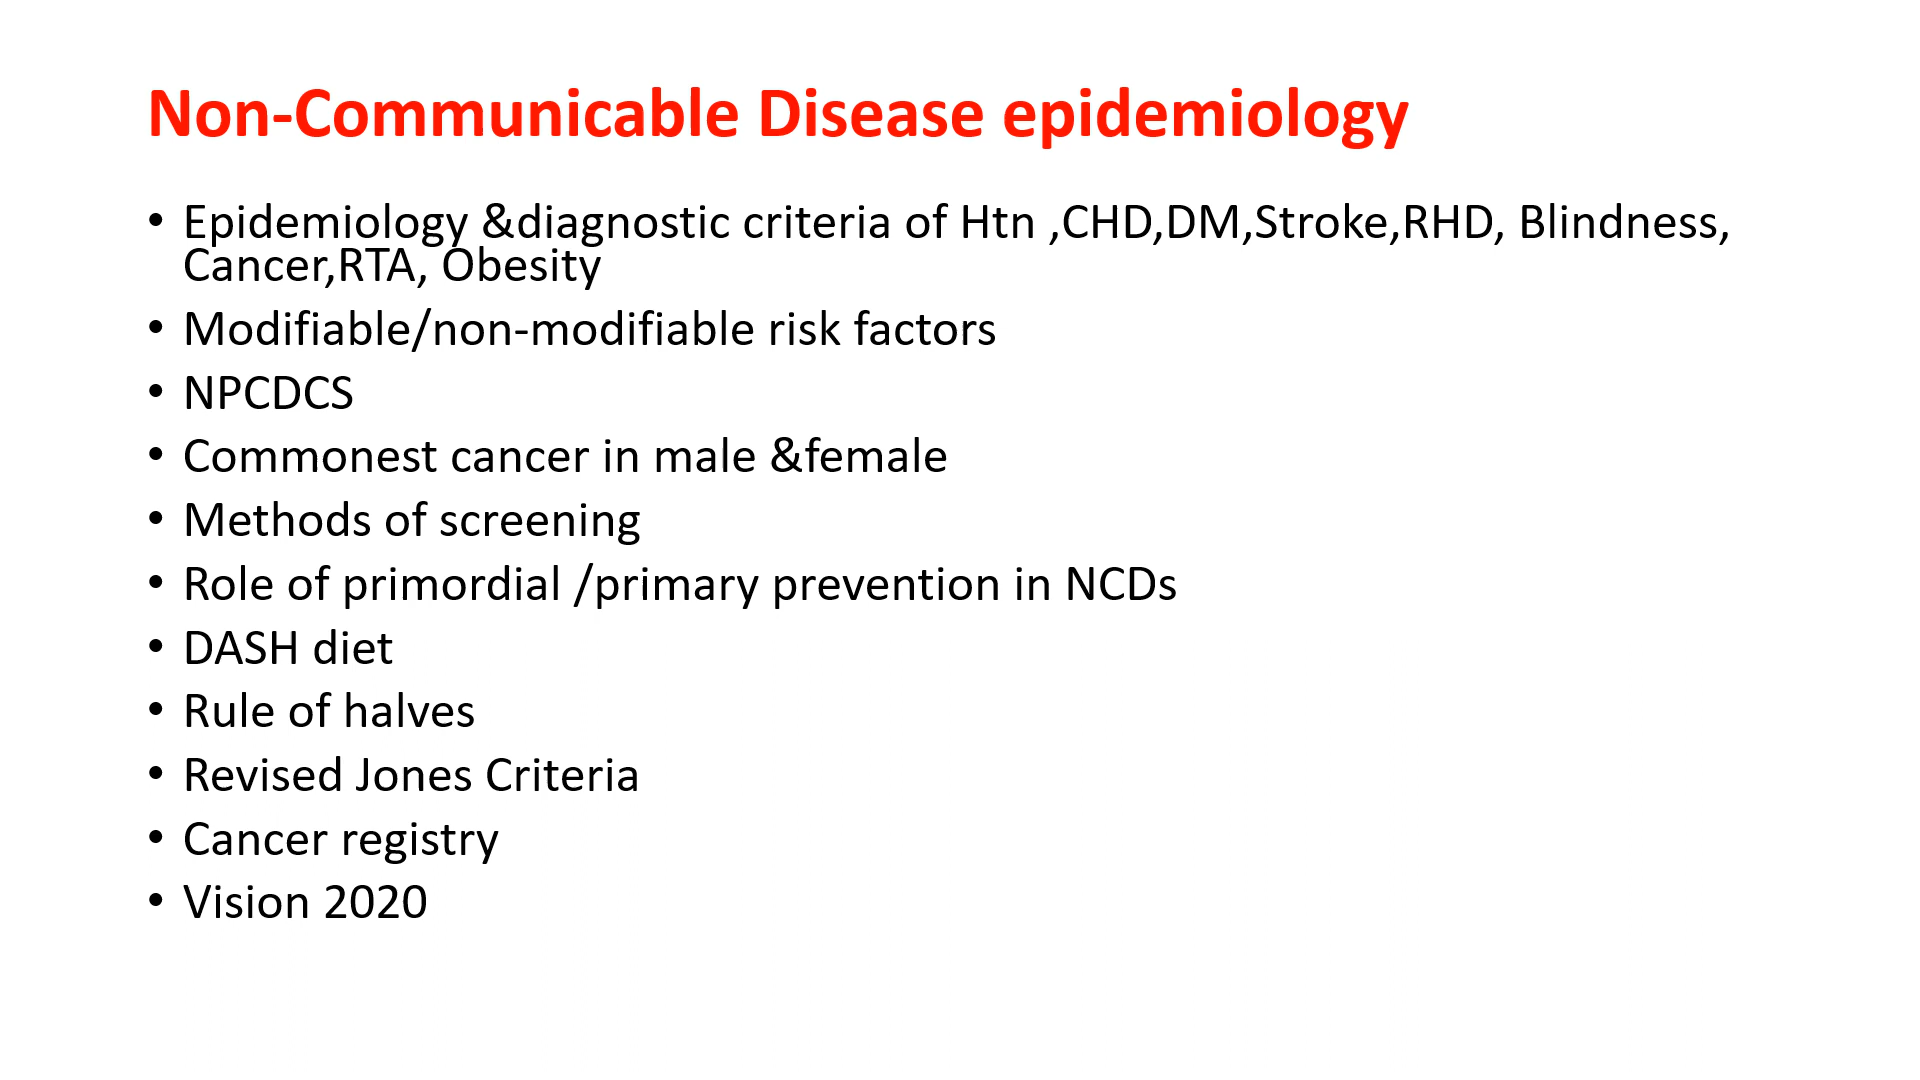 Non-Communicable Disease epidemiology
• Epidemiology &diagnostic criteria of Htn ,CHD,DM,Stroke,RHD, Blindness,
Cancer,RTA, Obesity
• Modifiable/non-modifiable risk factors
• NPCDCS
• Commonest cancer in male &female
• Methods of screening
• Role of primordial /primary prevention in NCDs
• DASH diet
• Rule of halves
• Revised Jones Criteria
• Cancer registry
• Vision 2020